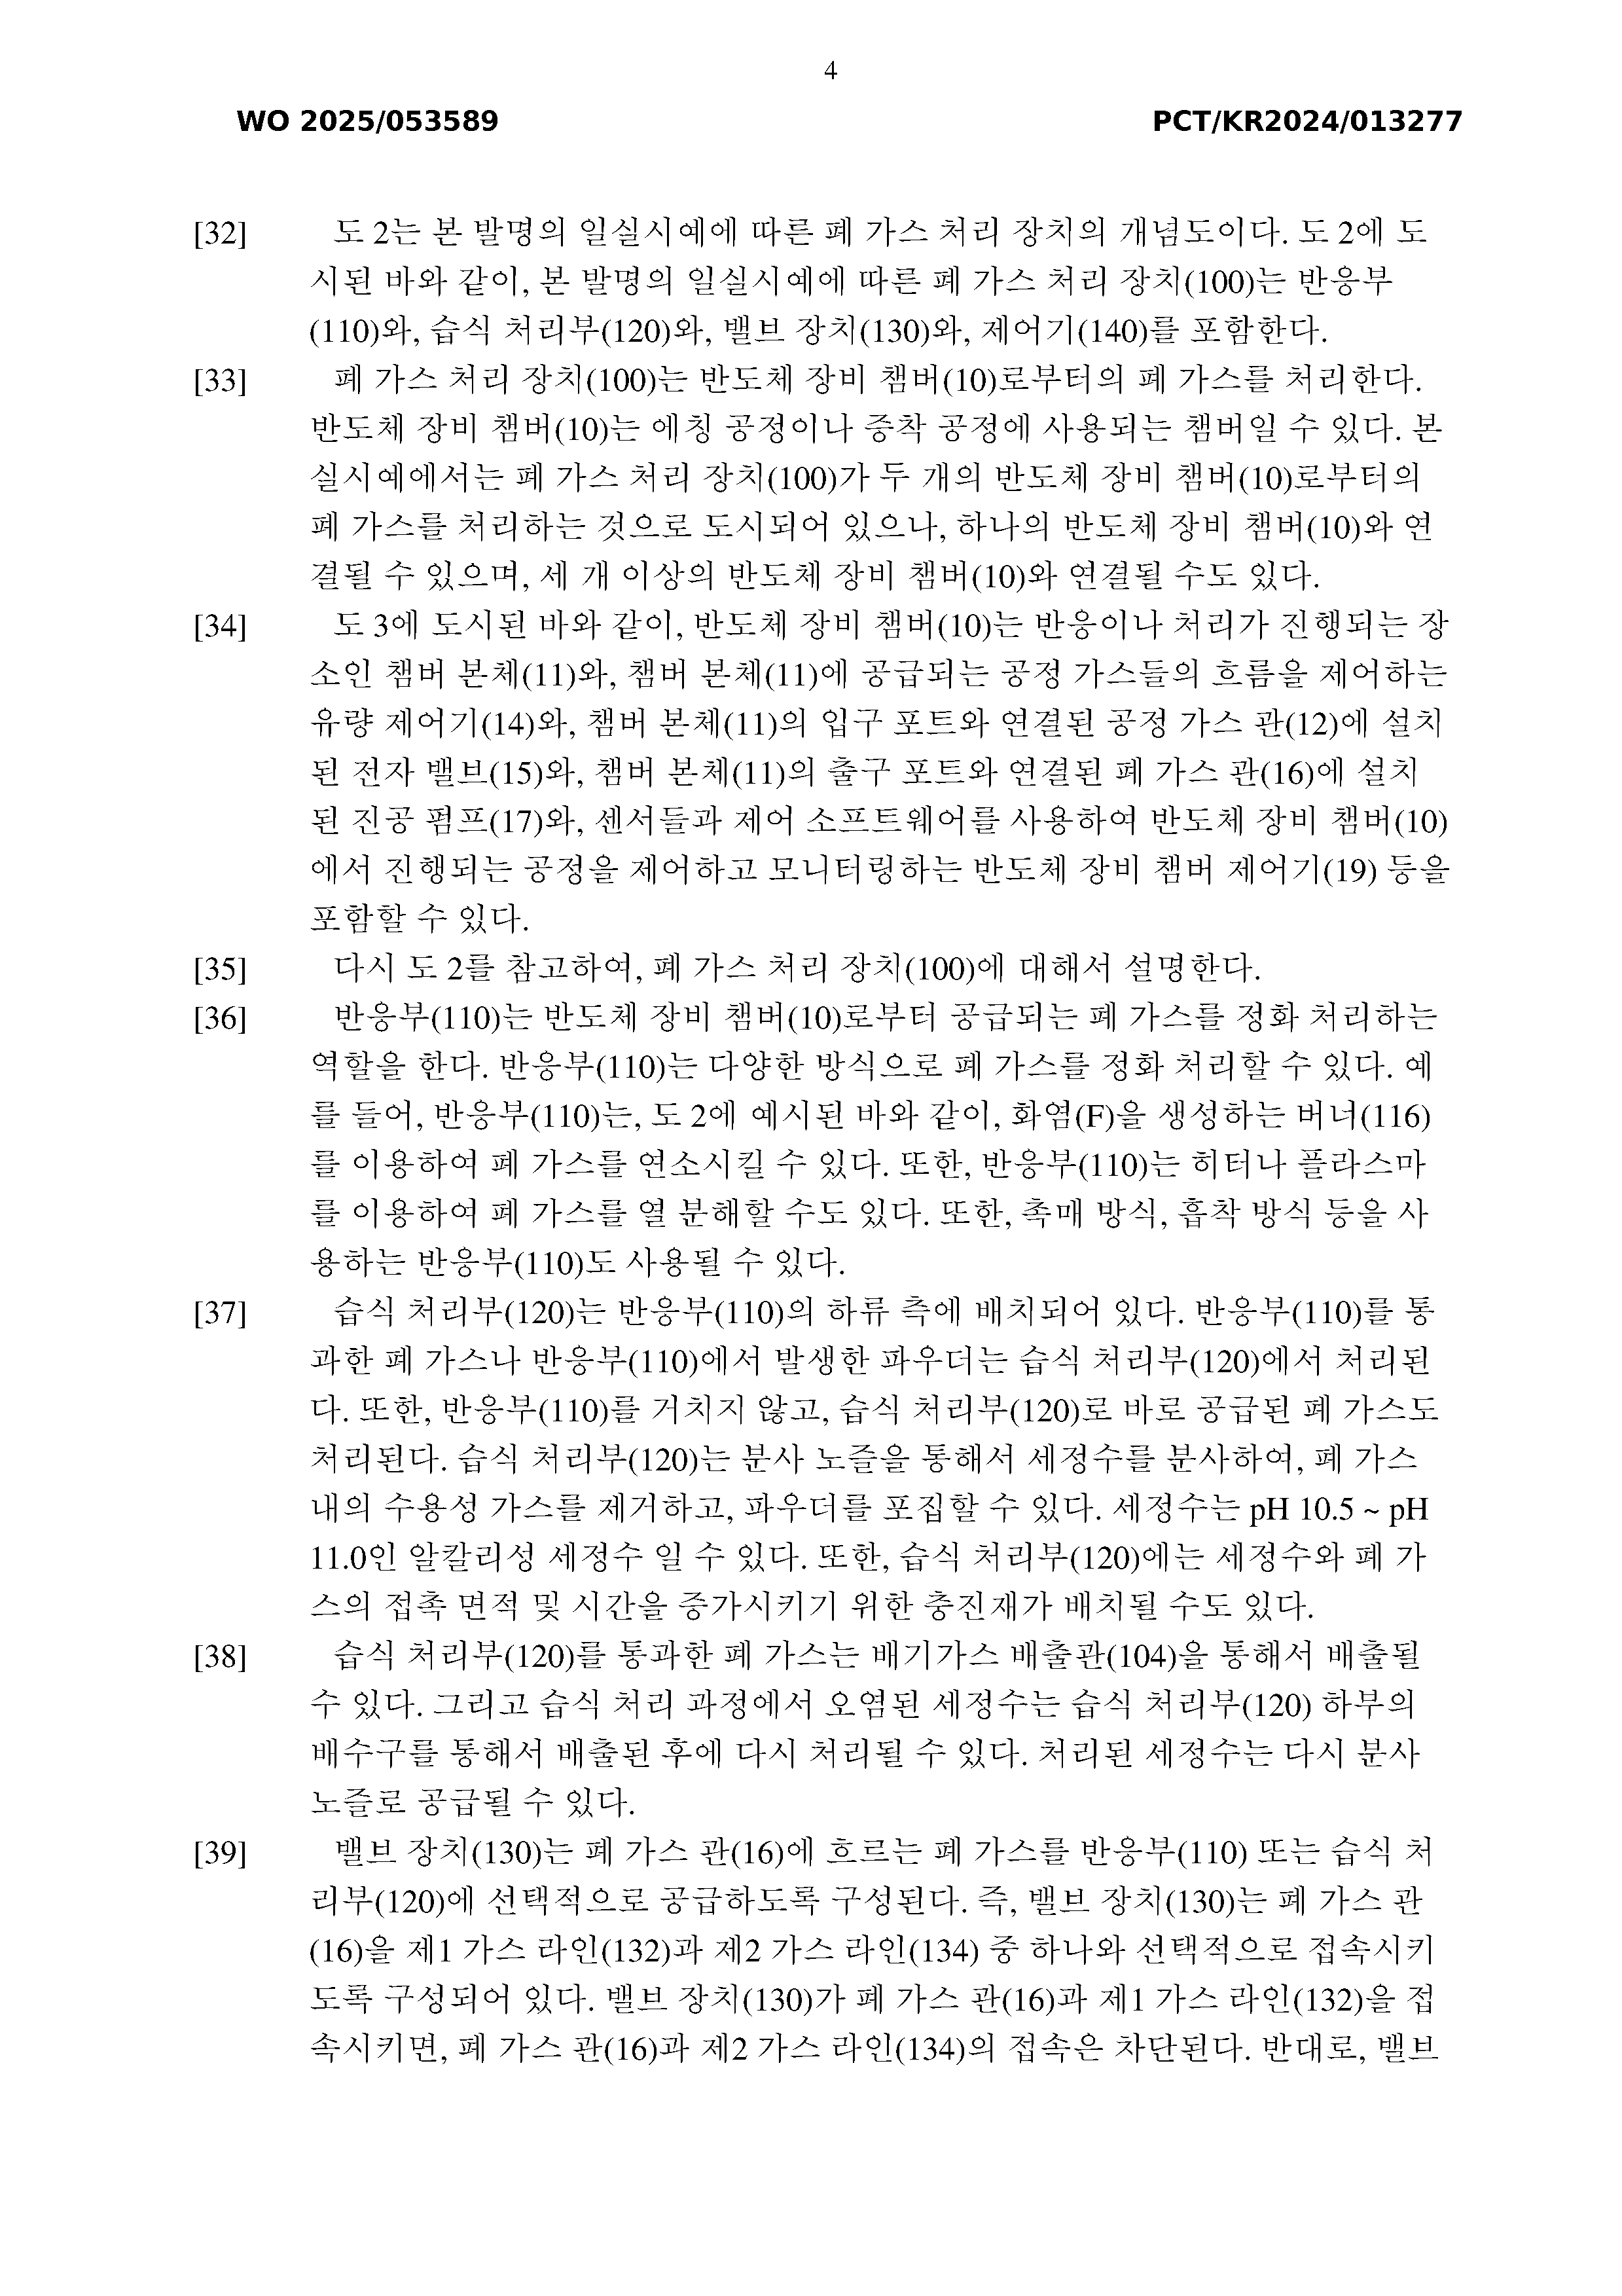 4
WO 2025/053589 PCT/KR2024/013277
[32] 도 2는 본 발명의 일실시예에 따른 폐 가스 처리 장치의 개념도이다. 도 2에 도
시된 바와 같이, 본 발명의 일실시예에 따른 폐 가스 처리 장치(100)는 반응부
(110)와, 습식 처리부(120)와, 밸브 장치(130)와, 제어기(140)를 포함한다.
[33] 폐 가스 처리 장치(100)는 반도체 장비 챔버(10)로부터의 폐 가스를 처리한다.
반도체 장비 챔버(10)는 에칭 공정이나 증착 공정에 사용되는 챔버일 수 있다. 본
실시예에서는 폐 가스 처리 장치(100)가 두 개의 반도체 장비 챔버(10)로부터의
폐 가스를 처리하는 것으로 도시되어 있으나, 하나의 반도체 장비 챔버(10)와 연
결될 수 있으며, 세 개 이상의 반도체 장비 챔버(10)와 연결될 수도 있다.
[34] 도 3에 도시된 바와 같이, 반도체 장비 챔버(10)는 반응이나 처리가 진행되는 장
소인 챔버 본체(11)와, 챔버 본체(11)에 공급되는 공정 가스들의 흐름을 제어하는
유량 제어기(14)와, 챔버 본체(11)의 입구 포트와 연결된 공정 가스 관(12)에 설치
된 전자 밸브(15)와, 챔버 본체(11)의 출구 포트와 연결된 폐 가스 관(16)에 설치
된 진공 펌프(17)와, 센서들과 제어 소프트웨어를 사용하여 반도체 장비 챔버(10)
에서 진행되는 공정을 제어하고 모니터링하는 반도체 장비 챔버 제어기(19) 등을
포함할 수 있다.
[35] 다시 도 2를 참고하여, 폐 가스 처리 장치(100)에 대해서 설명한다.
[36] 반응부(110)는 반도체 장비 챔버(10)로부터 공급되는 폐 가스를 정화 처리하는
역할을 한다. 반응부(110)는 다양한 방식으로 폐 가스를 정화 처리할 수 있다. 예
를 들어, 반응부(110)는, 도 2에 예시된 바와 같이, 화염(F)을 생성하는 버너(116)
를 이용하여 폐 가스를 연소시킬 수 있다. 또한, 반응부(110)는 히터나 플라스마
를 이용하여 폐 가스를 열 분해할 수도 있다. 또한, 촉매 방식, 흡착 방식 등을 사
용하는 반응부(110)도 사용될 수 있다.
[37] 습식 처리부(120)는 반응부(110)의 하류 측에 배치되어 있다. 반응부(110)를 통
과한 폐 가스나 반응부(110)에서 발생한 파우더는 습식 처리부(120)에서 처리된
다. 또한, 반응부(110)를 거치지 않고, 습식 처리부(120)로 바로 공급된 폐 가스도
처리된다. 습식 처리부(120)는 분사 노즐을 통해서 세정수를 분사하여, 폐 가스
내의 수용성 가스를 제거하고, 파우더를 포집할 수 있다. 세정수는 pH 10.5 ~ pH
11.0인 알칼리성 세정수 일 수 있다. 또한, 습식 처리부(120)에는 세정수와 폐 가
스의 접촉 면적 및 시간을 증가시키기 위한 충진재가 배치될 수도 있다.
[38] 습식 처리부(120)를 통과한 폐 가스는 배기가스 배출관(104)을 통해서 배출될
수 있다. 그리고 습식 처리 과정에서 오염된 세정수는 습식 처리부(120) 하부의
배수구를 통해서 배출된 후에 다시 처리될 수 있다. 처리된 세정수는 다시 분사
노즐로 공급될 수 있다.
[39] 밸브 장치(130)는 폐 가스 관(16)에 흐르는 폐 가스를 반응부(110) 또는 습식 처
리부(120)에 선택적으로 공급하도록 구성된다. 즉, 밸브 장치(130)는 폐 가스 관
(16)을 제1 가스 라인(132)과 제2 가스 라인(134) 중 하나와 선택적으로 접속시키
도록 구성되어 있다. 밸브 장치(130)가 폐 가스 관(16)과 제1 가스 라인(132)을 접
속시키면, 폐 가스 관(16)과 제2 가스 라인(134)의 접속은 차단된다. 반대로, 밸브